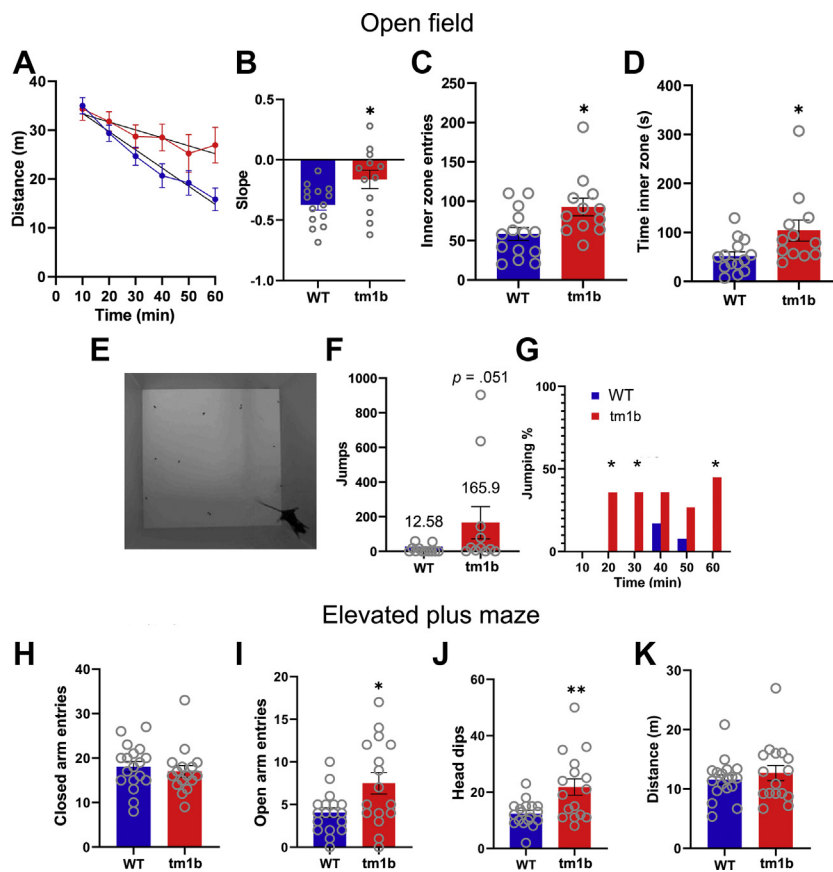 Open field
A
Distance (m)
40
30
20
10
0
0 10 20 30 40 50 60
Time (min)
B
Slope
0.5
0.0
-0.5
-1.0
*
WT tm1b
C
Inner zone entries
250
200
150
100
50
0
*
WT tm1b
D
Time inner zone (s)
400
300
200
100
0
*
WT tm1b
E
F
Jumps
1000
800
600
400
200
0
p = .051
12.58
165.9
WT tm1b
G
Jumping %
100
50
0
WT
tm1b
* * *
10 20 30 40 50 60
Time (min)
Elevated plus maze
H
Closed arm entries
40
30
20
10
0
WT tm1b
I
Open arm entries
20
15
10
5
0
*
WT tm1b
J
Head dips
60
40
20
0
**
WT tm1b
K
Distance (m)
30
20
10
0
WT tm1b